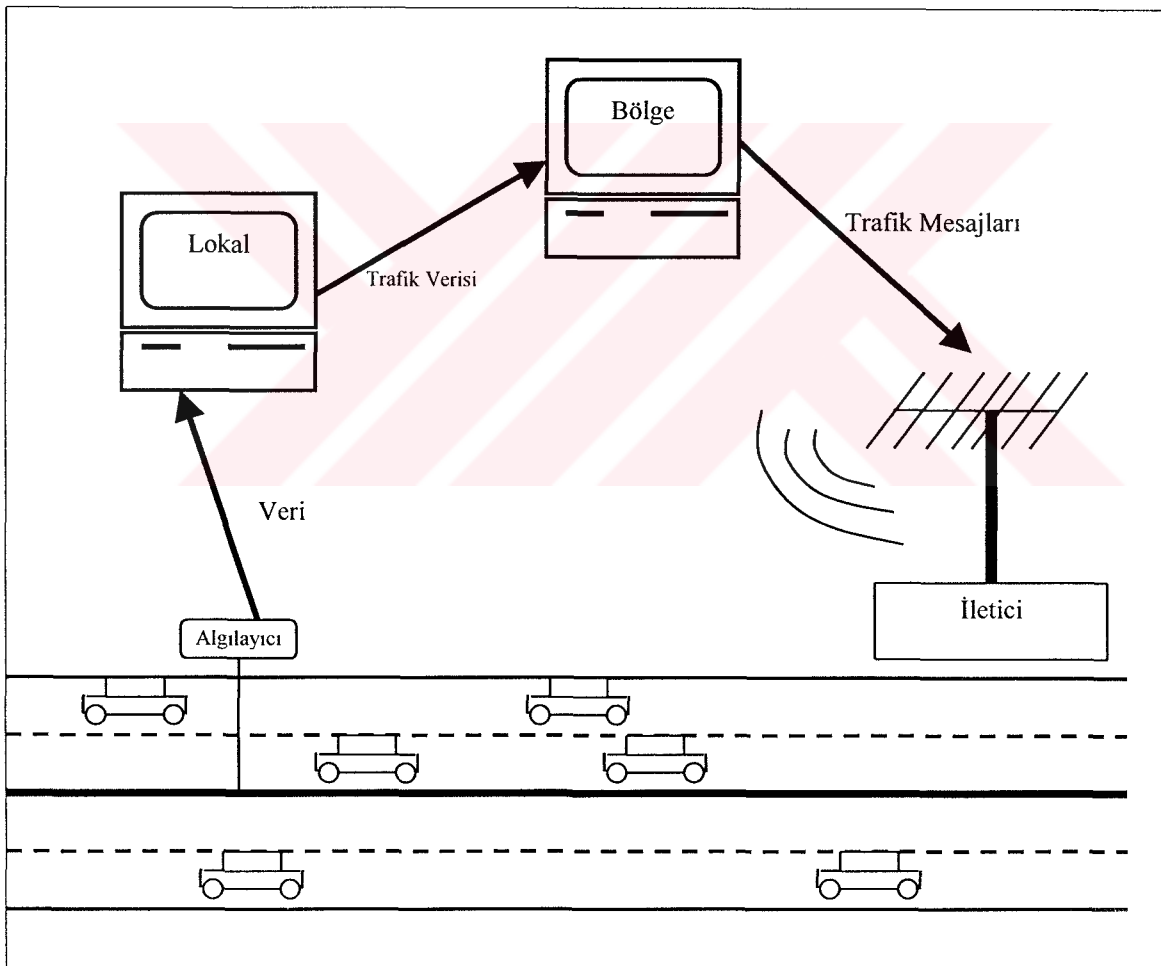 Bölge
Trafik Mesajları
Lokal
Trafik Verisi
Veri
İletici
Algılayıcı